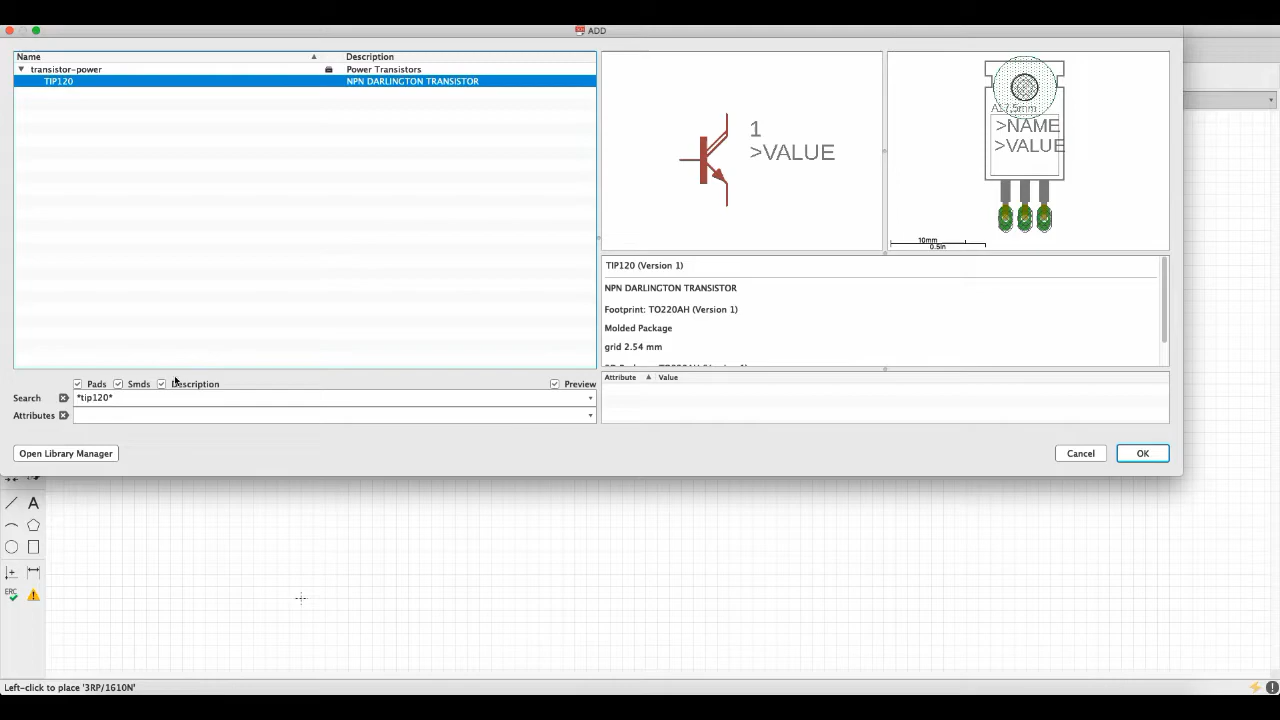 ADD
Name Description
transistor-power Power Transistors
TIP120 NPN DARLINGTON TRANSISTOR
1
>VALUE
A17,5mm
>NAME
>VALUE
10mm
0.5in
TIP120 (Version 1)
NPN DARLINGTON TRANSISTOR
Footprint: TO220AH (Version 1)
Molded Package
grid 2.54 mm
Attribute Value
Pads Smds Description Preview
Search *tip120*
Attributes
Open Library Manager Cancel OK
A
ERC
Left-click to place '3RP/1610N'